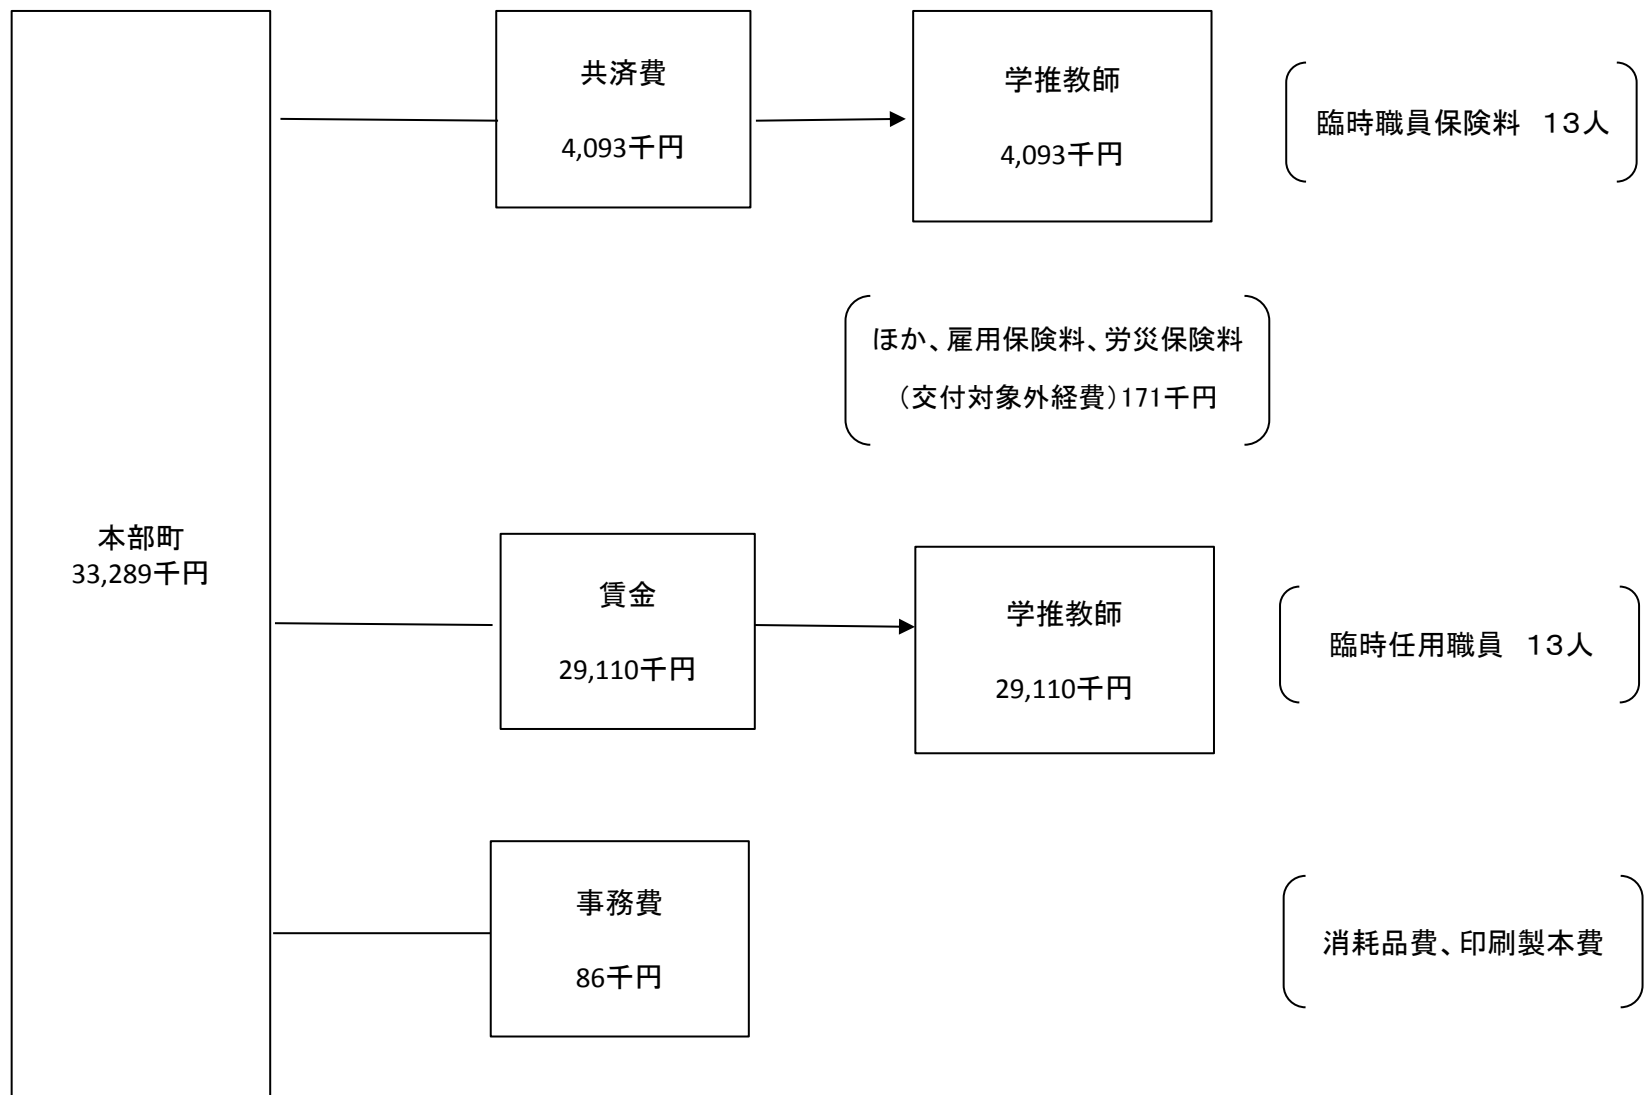 共済費
4,093千円
学推教師
4,093千円
臨時職員保険料　13人
ほか、雇用保険料、労災保険料
（交付対象外経費）171千円
本部町
33,289千円
賃金
29,110千円
学推教師
29,110千円
臨時任用職員　13人
事務費
86千円
消耗品費、印刷製本費